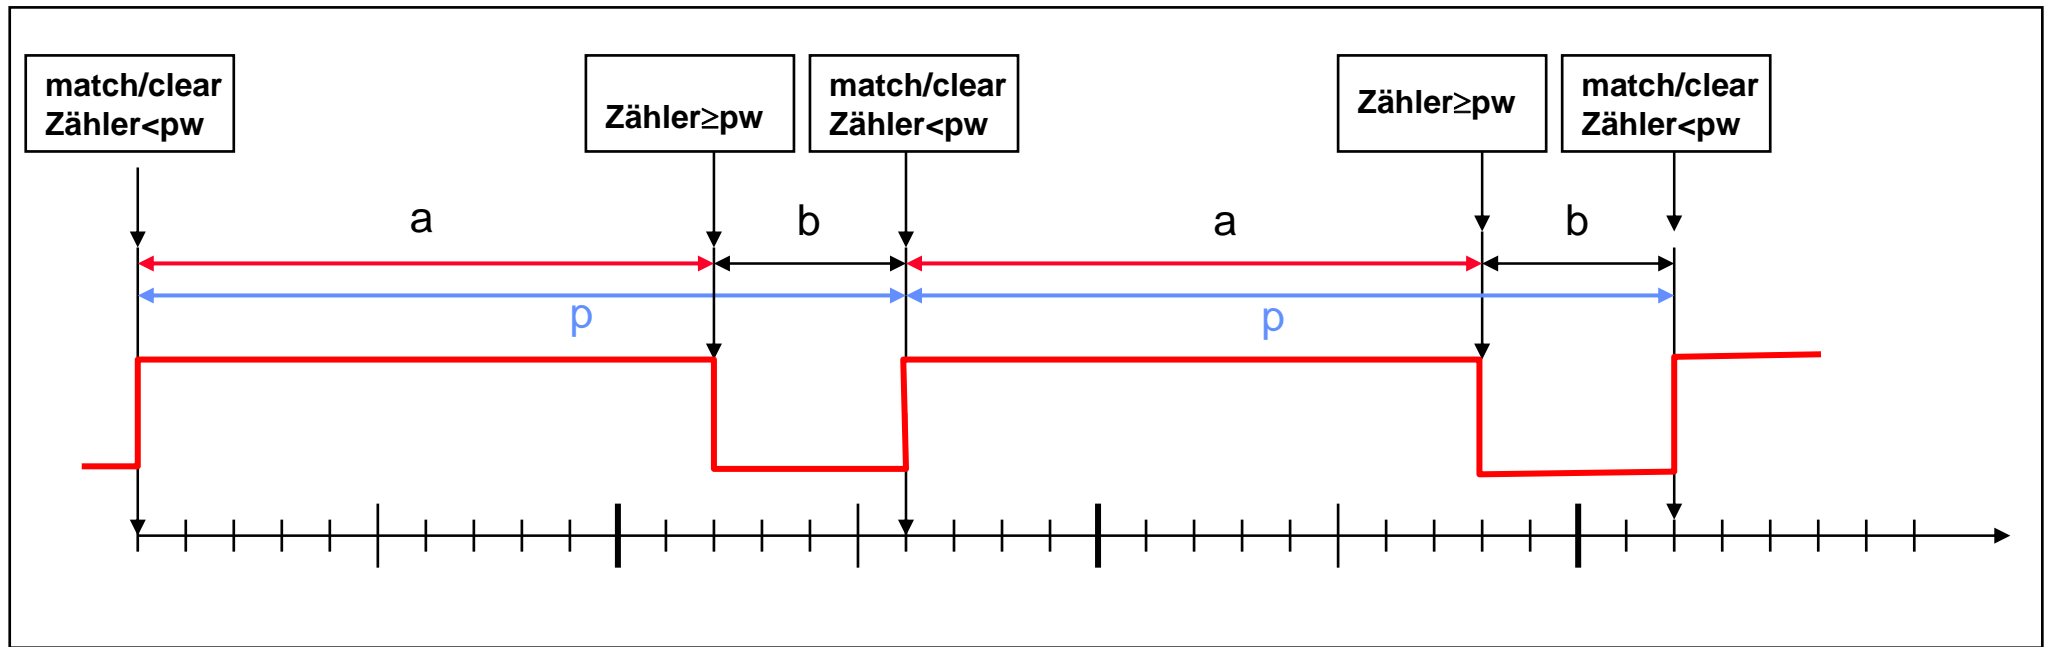 match/clear
Zähler<pw
Zähler≥pw
match/clear
Zähler<pw
Zähler≥pw
match/clear
Zähler<pw
a
b
a
b
p
p